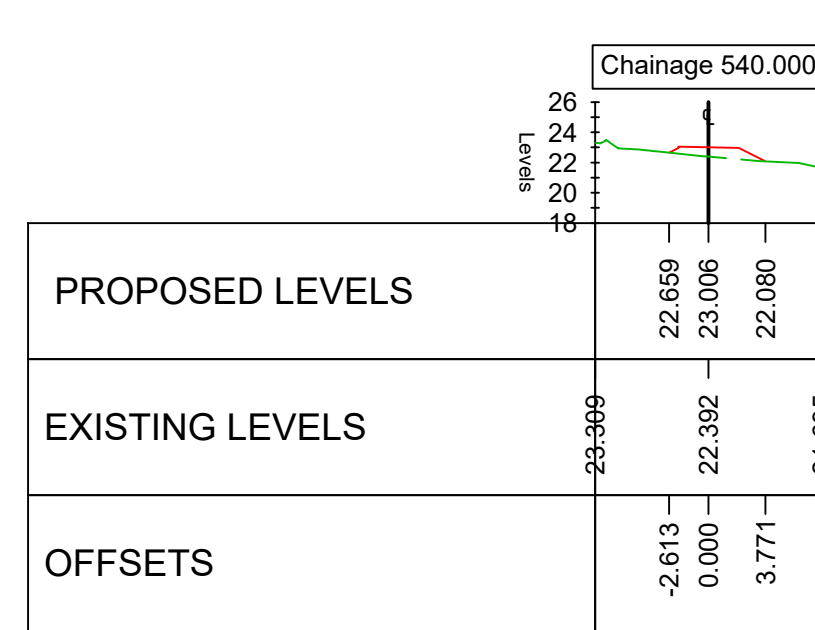 Chainage 540.000
26
24
22
20
18
Levels
PROPOSED LEVELS
22.659
23.006
22.080
EXISTING LEVELS
23.309
22.392
OFFSETS
-2.613
0.000
3.771